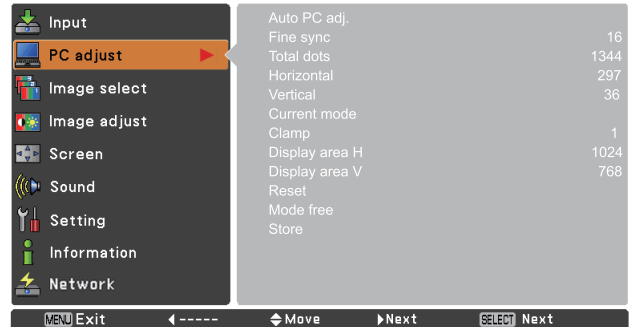 Input
PC adjust
Image select
Image adjust
Screen
Sound
Setting
Information
Network
Auto PC adj.
Fine sync 16
Total dots 1344
Horizontal 297
Vertical 36
Current mode
Clamp 1
Display area H 1024
Display area V 768
Reset
Mode free
Store
MENU Exit ----- Move Next SELECT Next